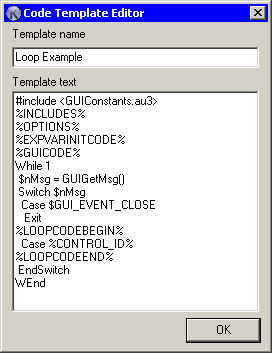 Code Template Editor
Template name
Loop Example
Template text
#include <GUIConstants.au3>
%INCLUDES%
%OPTIONS%
%EXPVARINITCODE%
%GUICODE%
While 1
$nMsg = GUIGetMsg()
Switch $nMsg
Case $GUI_EVENT_CLOSE
Exit
%LOOPCODEBEGIN%
Case %CONTROL_ID%
%LOOPCODEEND%
EndSwitch
WEnd
OK